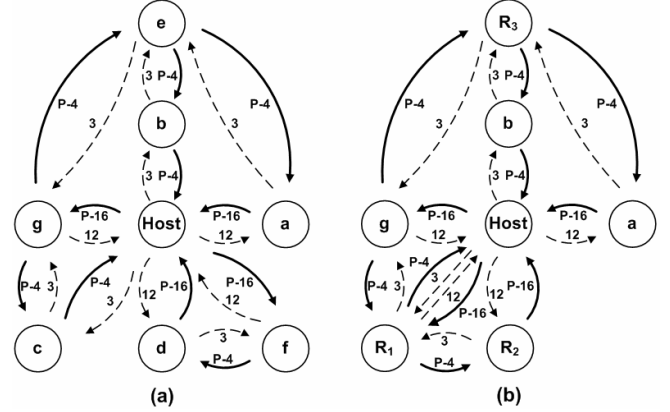 e R₃
3 P-4 3 P-4
P-4 3 b 3 P-4 P-4 3 b 3 P-4
3 P-4 3 P-4
P-16 P-16 P-16 P-16
g Host a g Host a
12 12 12 12
P-4 3 P-4 3 12 P-16 P-16 12 P-4 3 P-4 3 12 P-16 12 P-16
c d 3 f R₁ 3 R₂
P-4 P-4
(a) (b)